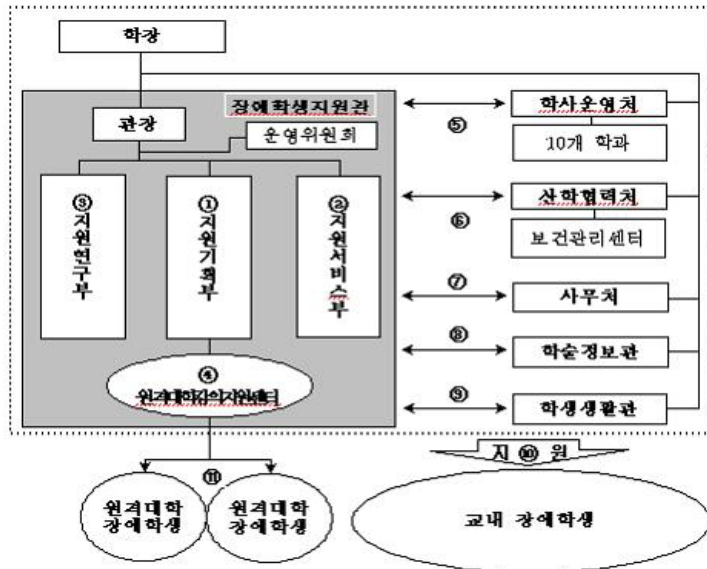 학장
장애학생지원관
관장
운영위원회
③ 지원연구부
① 지원기획부
② 지원서비스부
④
원격대학강의지원센터
⑤
학사운영처
10개 학과
⑥
산학협력처
보건관리센터
⑦
사무처
⑧
학술정보관
⑨
학생생활관
지 ⑩ 원
⑪
원격대학
장애학생
원격대학
장애학생
교내 장애학생